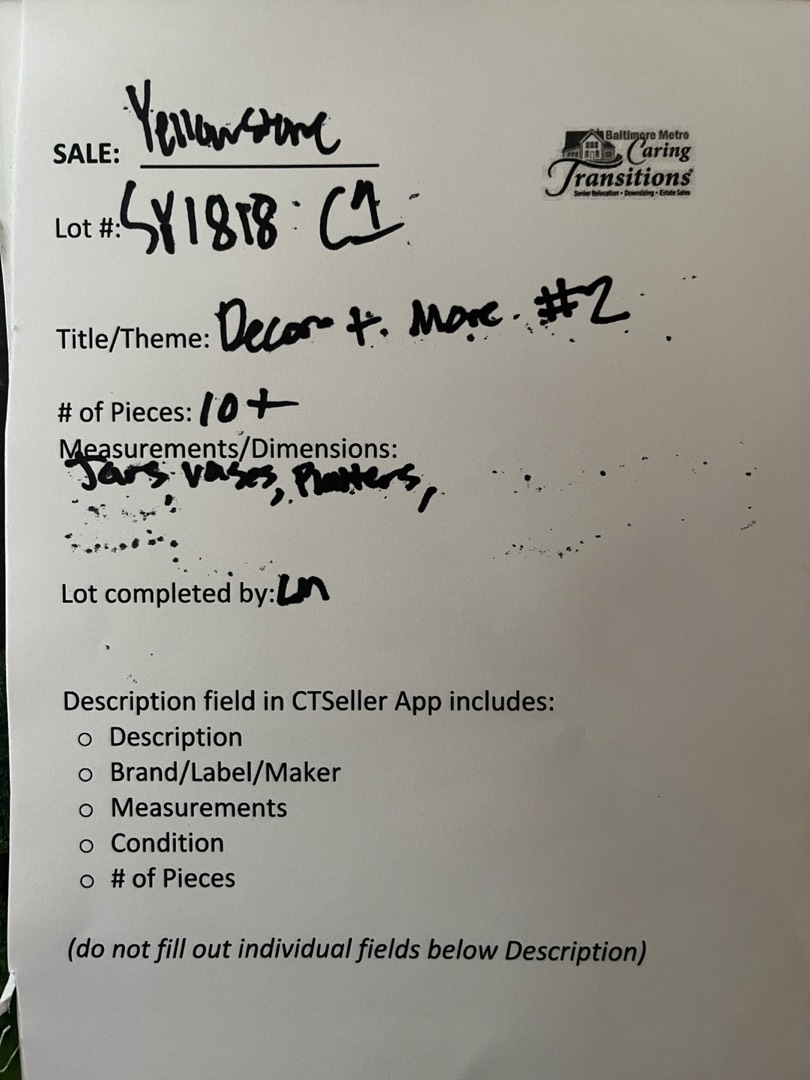 SALE: Yellowstone
Baltimore Metro
Caring
Transitions
Senior Relocation • Downsizing • Estate Sales
Lot #: SY1818 C1
Title/Theme: Decor + More #2
# of Pieces: 10+
Measurements/Dimensions:
Jars vases, Platters,
Lot completed by: LM
Description field in CTSeller App includes:
o Description
o Brand/Label/Maker
o Measurements
o Condition
o # of Pieces
(do not fill out individual fields below Description)